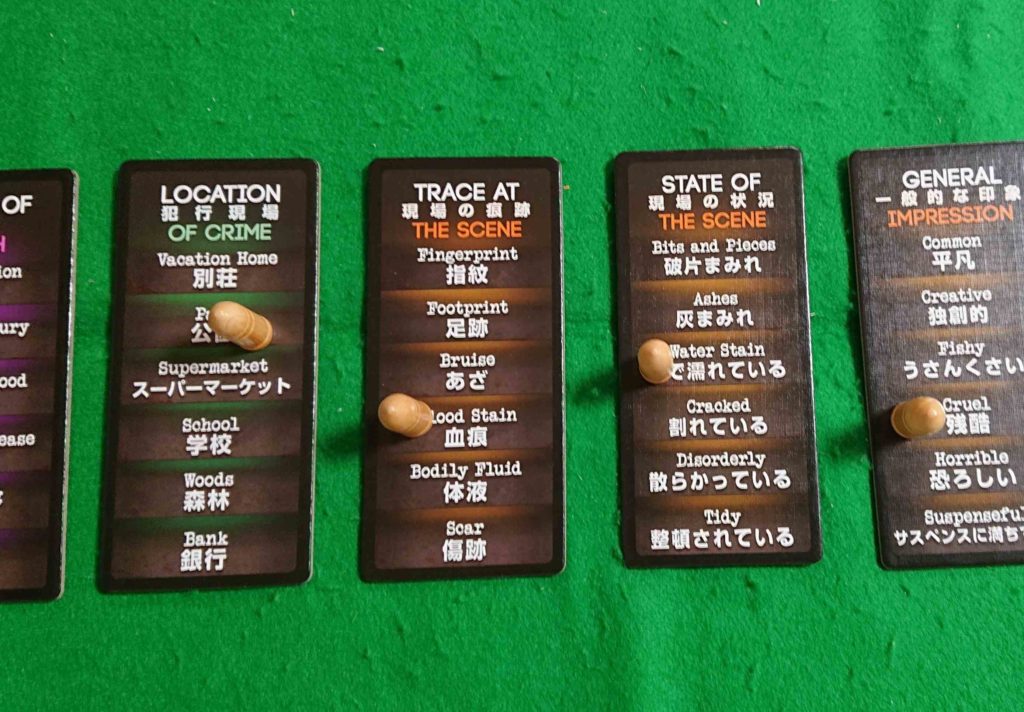 OF
LOCATION
犯行現場
OF CRIME
Vacation Home
別荘
Supermarket
スーパーマーケット
School
学校
Woods
森林
Bank
銀行
TRACE AT
現場の痕跡
THE SCENE
Fingerprint
指紋
Footprint
足跡
Bruise
あざ
lood Stain
血痕
Bodily Fluid
体液
Scar
傷跡
STATE OF
現場の状況
THE SCENE
Bits and Pieces
破片まみれ
Ashes
灰まみれ
Water Stain
で濡れている
Cracked
割れている
Disorderly
散らかっている
Tidy
整頓されている
GENERAL
一般的な印象
IMPRESSION
Common
平凡
Creative
独創的
Fishy
うさんくさい
Cruel
残酷
Horrible
恐ろしい
Suspenseful
サスペンスに満ち